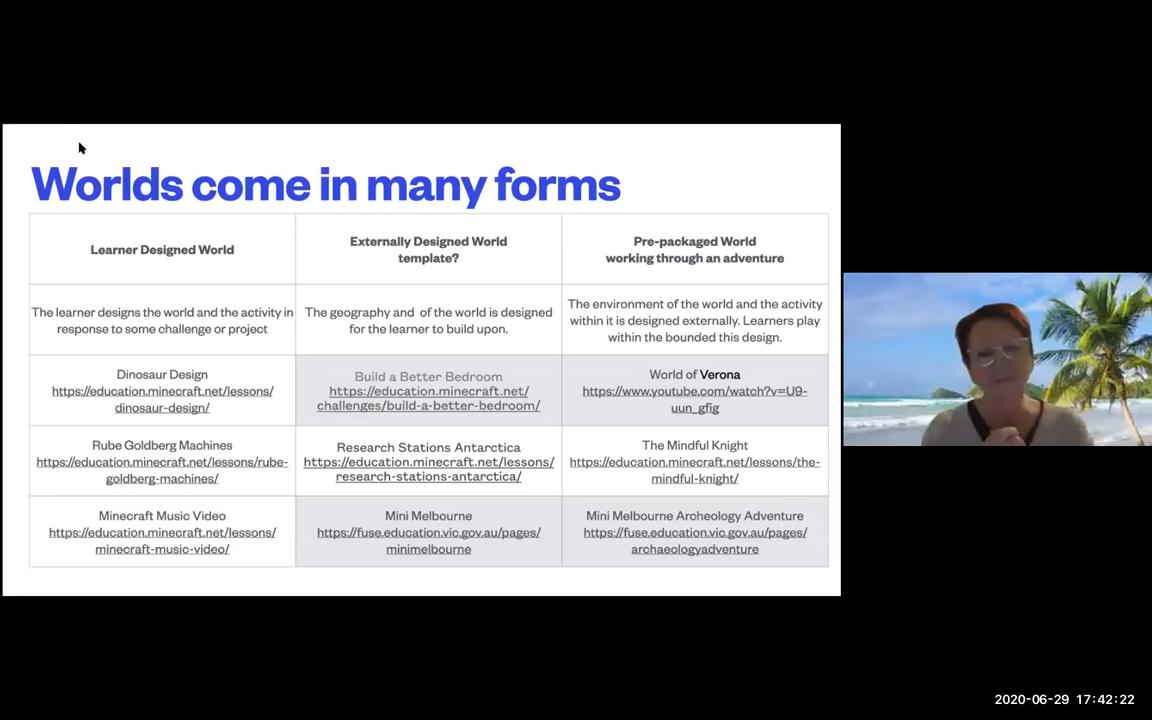 Worlds come in many forms
Learner Designed World
Externally Designed World
template?
Pre-packaged World
working through an adventure
The learner designs the world and the activity in
response to some challenge or project
The geography and of the world is designed
for the learner to build upon.
The environment of the world and the activity
within it is designed externally. Learners play
within the bounded this design.
Dinosaur Design
https://education.minecraft.net/lessons/
dinosaur-design/
Build a Better Bedroom
https://education.minecraft.net/
challenges/build-a-better-bedroom/
World of Verona
https://www.youtube.com/watch?v=U9-
uun_gfig
Rube Goldberg Machines
https://education.minecraft.net/lessons/rube-
goldberg-machines/
Research Stations Antarctica
https://education.minecraft.net/lessons/
research-stations-antarctica/
The Mindful Knight
https://education.minecraft.net/lessons/the-
mindful-knight/
Minecraft Music Video
https://education.minecraft.net/lessons/
minecraft-music-video/
Mini Melbourne
https://fuse.education.vic.gov.au/pages/
minimelbourne
Mini Melbourne Archeology Adventure
https://fuse.education.vic.gov.au/pages/
archaeologyadventure
2020-06-29 17:42:22